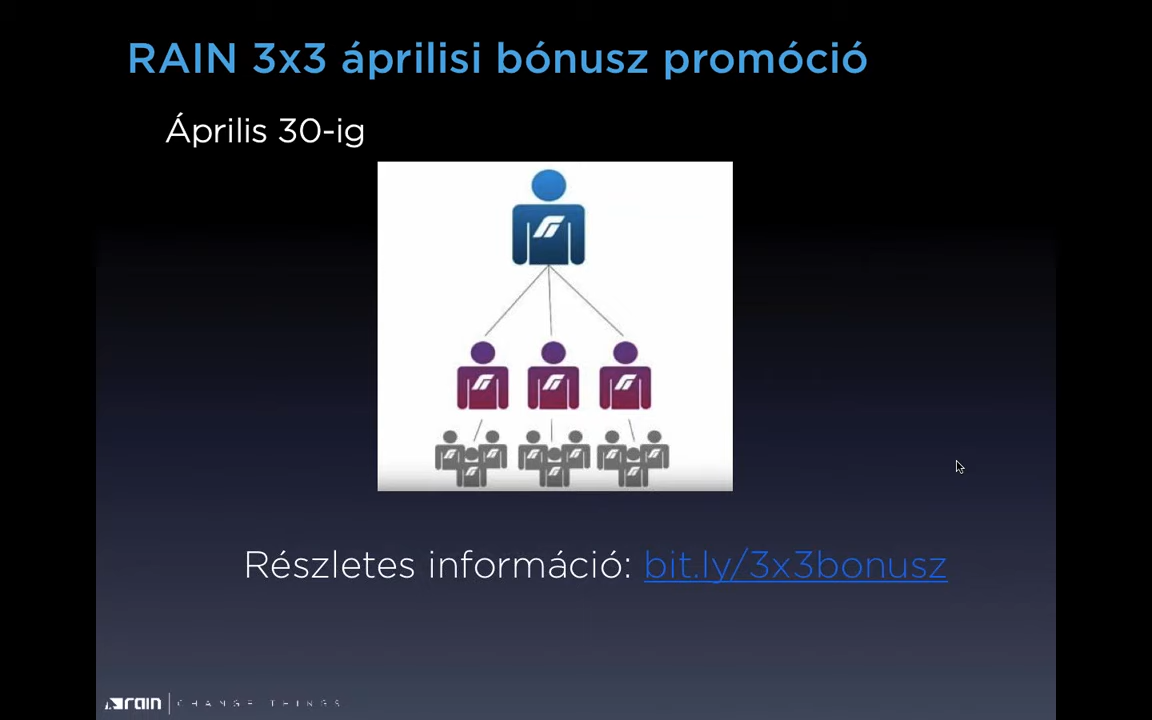 RAIN 3x3 áprilisi bónusz promóció
Április 30-ig
Részletes információ: bit.ly/3x3bonusz
rain | CHANGE THINGS